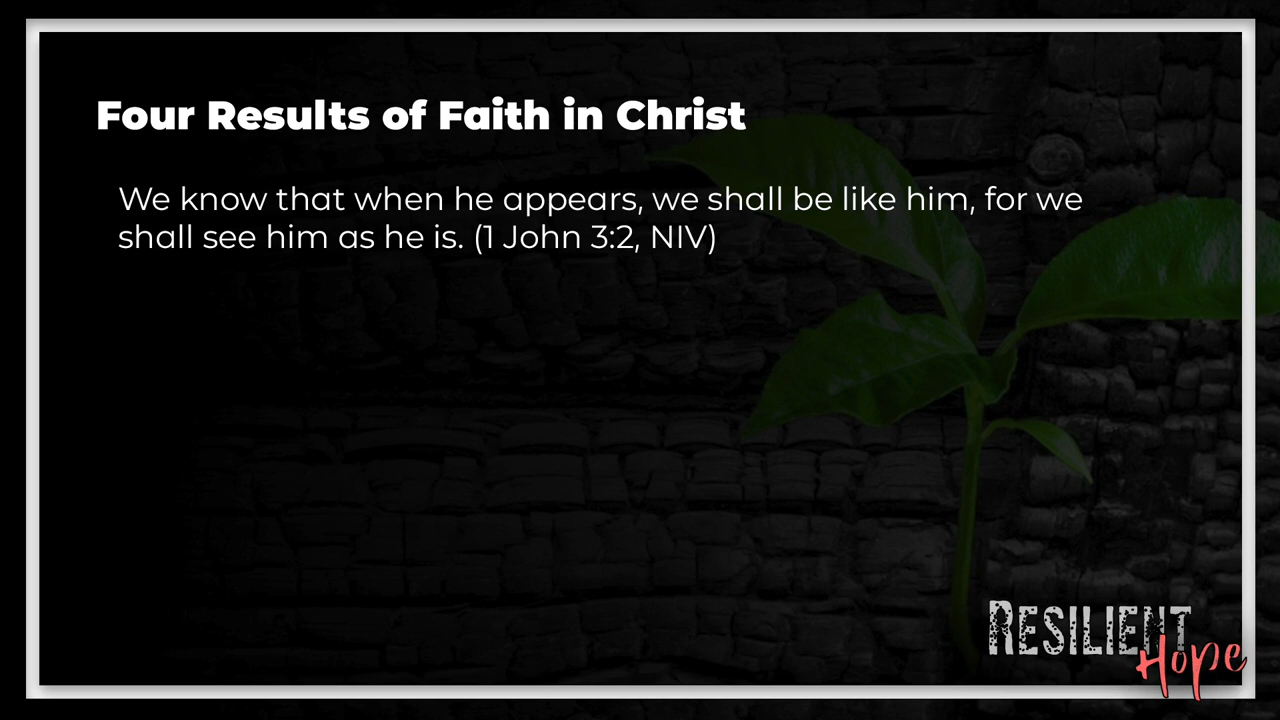 Four Results of Faith in Christ
We know that when he appears, we shall be like him, for we
shall see him as he is. (1 John 3:2, NIV)
RESILIENT
Hope